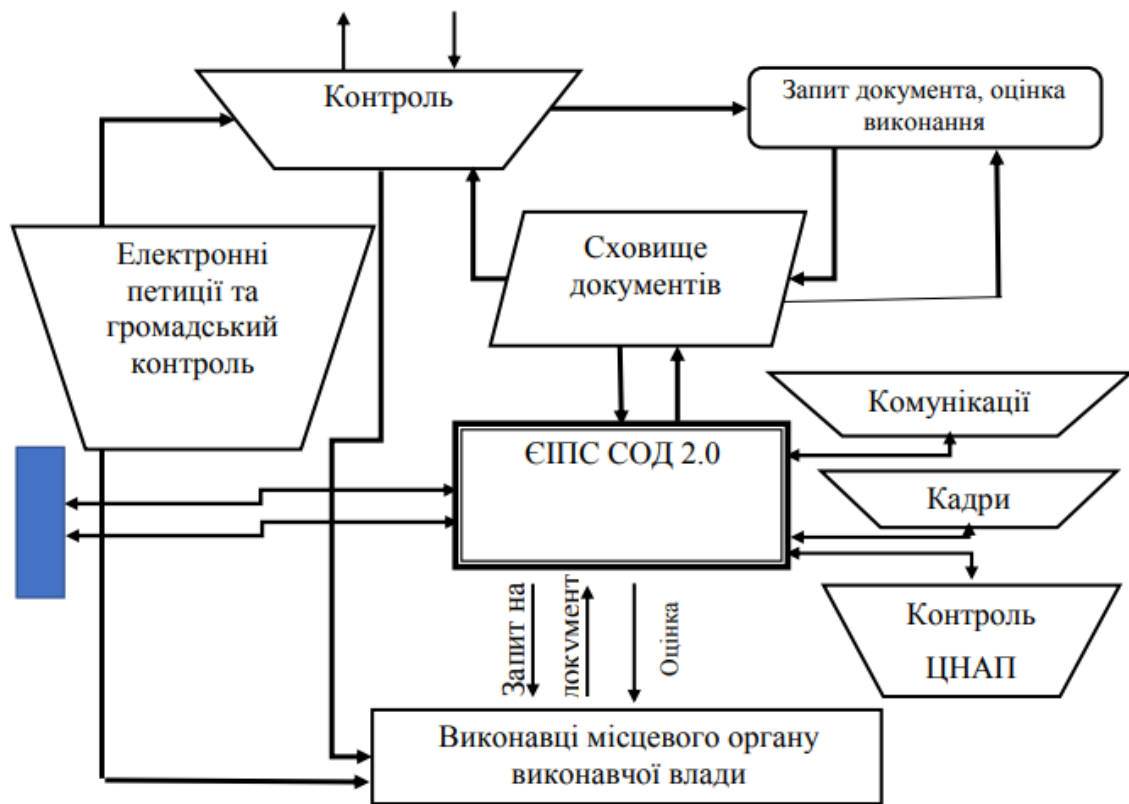 Контроль
Запит документа, оцінка
виконання
Електронні
петиції та
громадський
контроль
Сховище
документів
Комунікації
ЄІПС СОД 2.0
Кадри
Контроль
ЦНАП
Запит на
документ
Оцінка
Виконавці місцевого органу
виконавчої влади